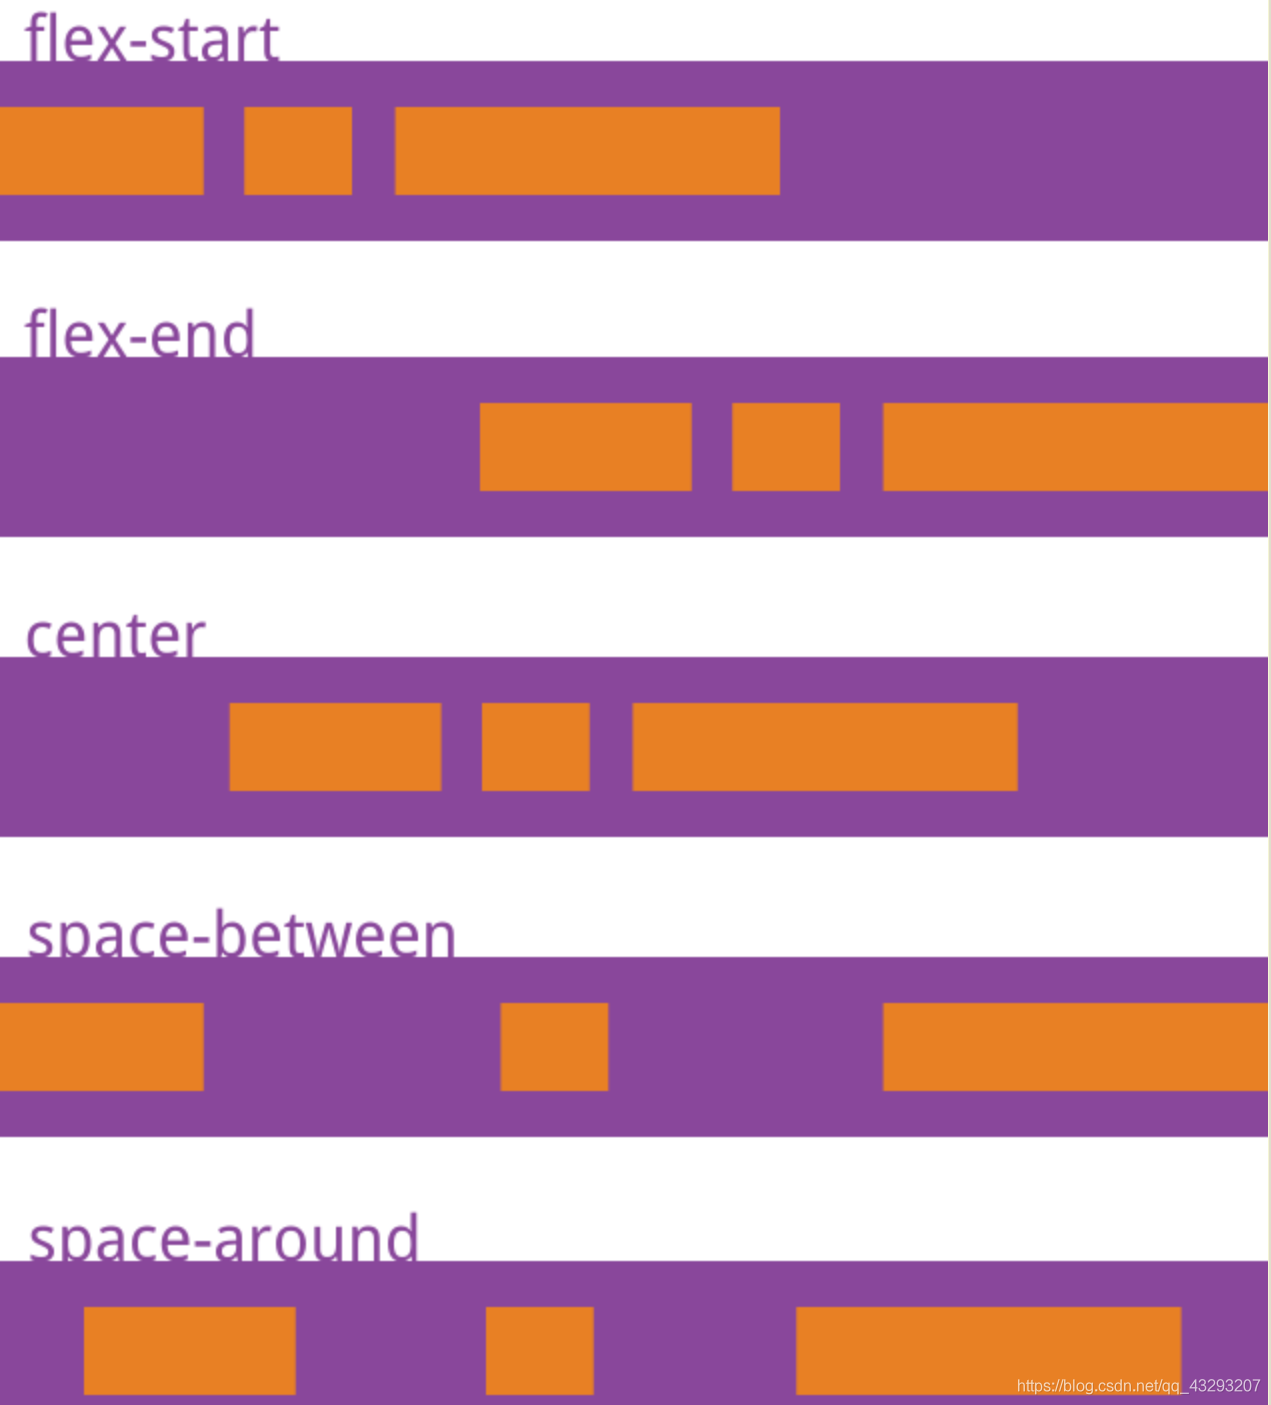 flex-start
flex-end
center
space-between
space-around
https://blog.csdn.net/qq_43293207